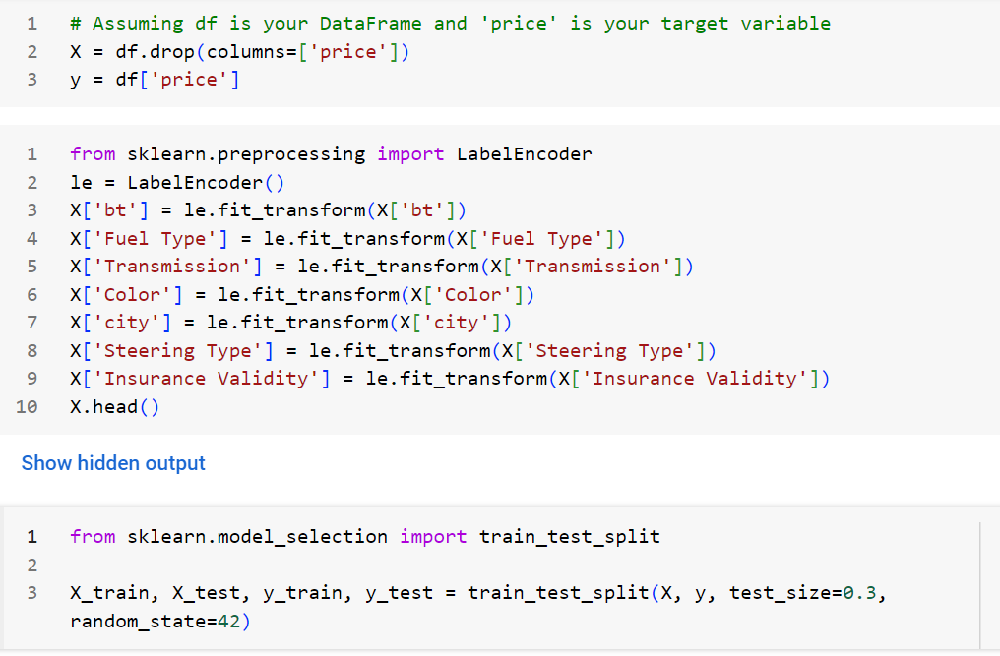 1 # Assuming df is your DataFrame and 'price' is your target variable
2 X = df.drop(columns=['price'])
3 y = df['price']
1 from sklearn.preprocessing import LabelEncoder
2 le = LabelEncoder()
3 X['bt'] = le.fit_transform(X['bt'])
4 X['Fuel Type'] = le.fit_transform(X['Fuel Type'])
5 X['Transmission'] = le.fit_transform(X['Transmission'])
6 X['Color'] = le.fit_transform(X['Color'])
7 X['city'] = le.fit_transform(X['city'])
8 X['Steering Type'] = le.fit_transform(X['Steering Type'])
9 X['Insurance Validity'] = le.fit_transform(X['Insurance Validity'])
10 X.head()
Show hidden output
1 from sklearn.model_selection import train_test_split
2
3 X_train, X_test, y_train, y_test = train_test_split(X, y, test_size=0.3,
random_state=42)